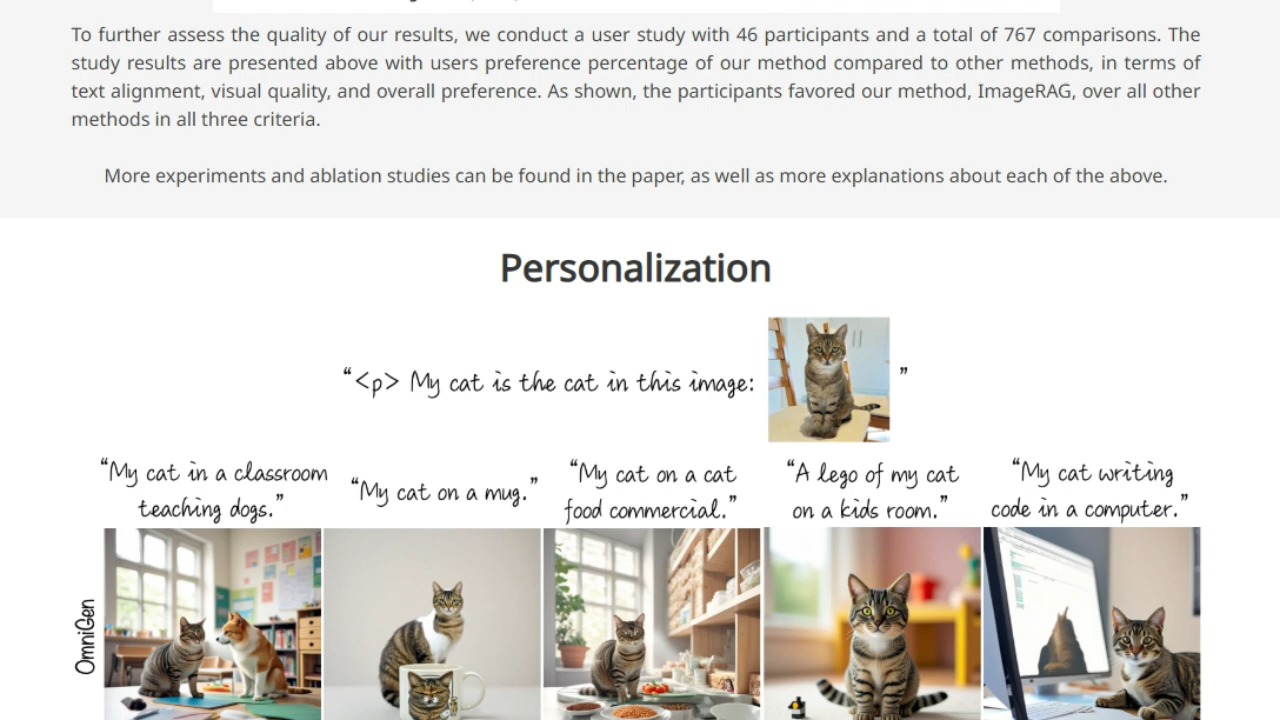 To further assess the quality of our results, we conduct a user study with 46 participants and a total of 767 comparisons. The
study results are presented above with users preference percentage of our method compared to other methods, in terms of
text alignment, visual quality, and overall preference. As shown, the participants favored our method, ImageRAG, over all other
methods in all three criteria.
More experiments and ablation studies can be found in the paper, as well as more explanations about each of the above.
Personalization
“<p> My cat is the cat in this image: ”
“My cat in a classroom
teaching dogs.”
“My cat on a mug.”
“My cat on a cat
food commercial.”
“A lego of my cat
on a kids room.”
“My cat writing
code in a computer.”
OmniGen